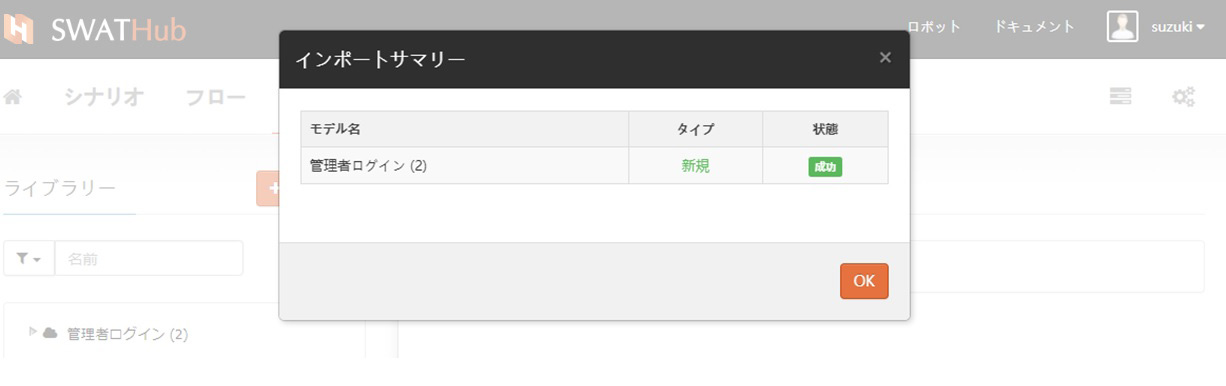 SWATHub
ロボット ドキュメント suzuki
インポートサマリー ×
シナリオ フロー
モデル名 タイプ 状態
管理者ログイン (2) 新規 成功
ライブラリー +
名前
OK
管理者ログイン (2)